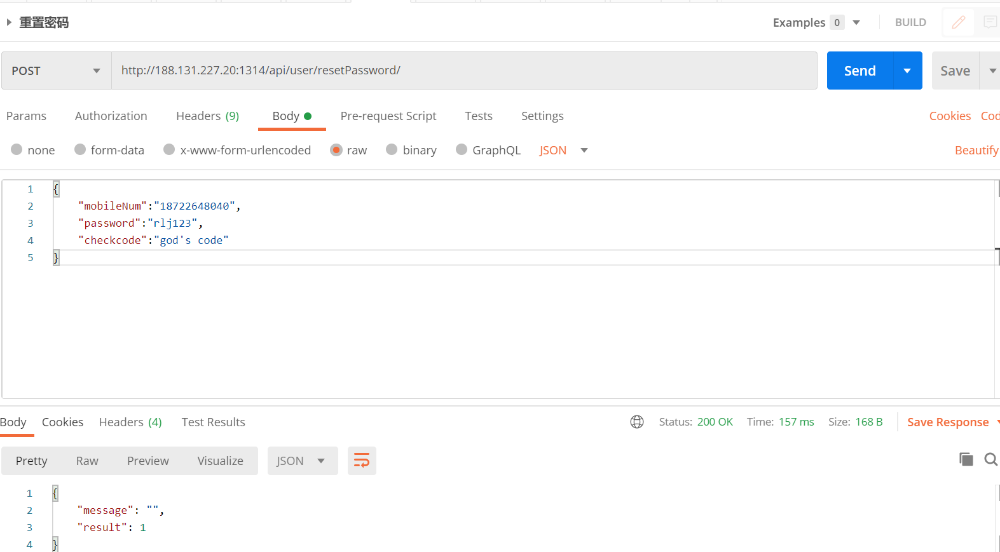 重置密码 Examples 0 BUILD
POST http://188.131.227.20:1314/api/user/resetPassword/ Send Save
Params Authorization Headers (9) Body Pre-request Script Tests Settings Cookies Cod
none form-data x-www-form-urlencoded raw binary GraphQL JSON Beautify
1 {
2 "mobileNum":"18722648040",
3 "password":"rlj123",
4 "checkcode":"god's code"
5 }
Body Cookies Headers (4) Test Results Status: 200 OK Time: 157 ms Size: 168 B Save Response
Pretty Raw Preview Visualize JSON
1 {
2 "message": "",
3 "result": 1
4 }